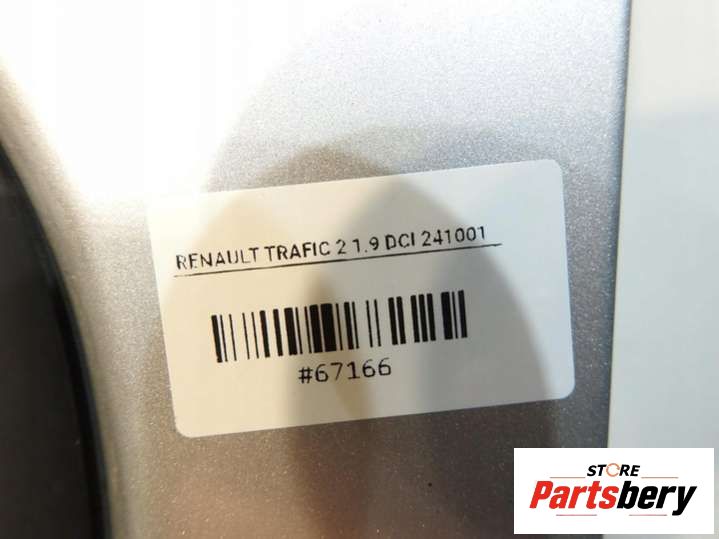 RENAULT TRAFIC 2 1.9 DCI 241001
#67166
STORE
Partsbery